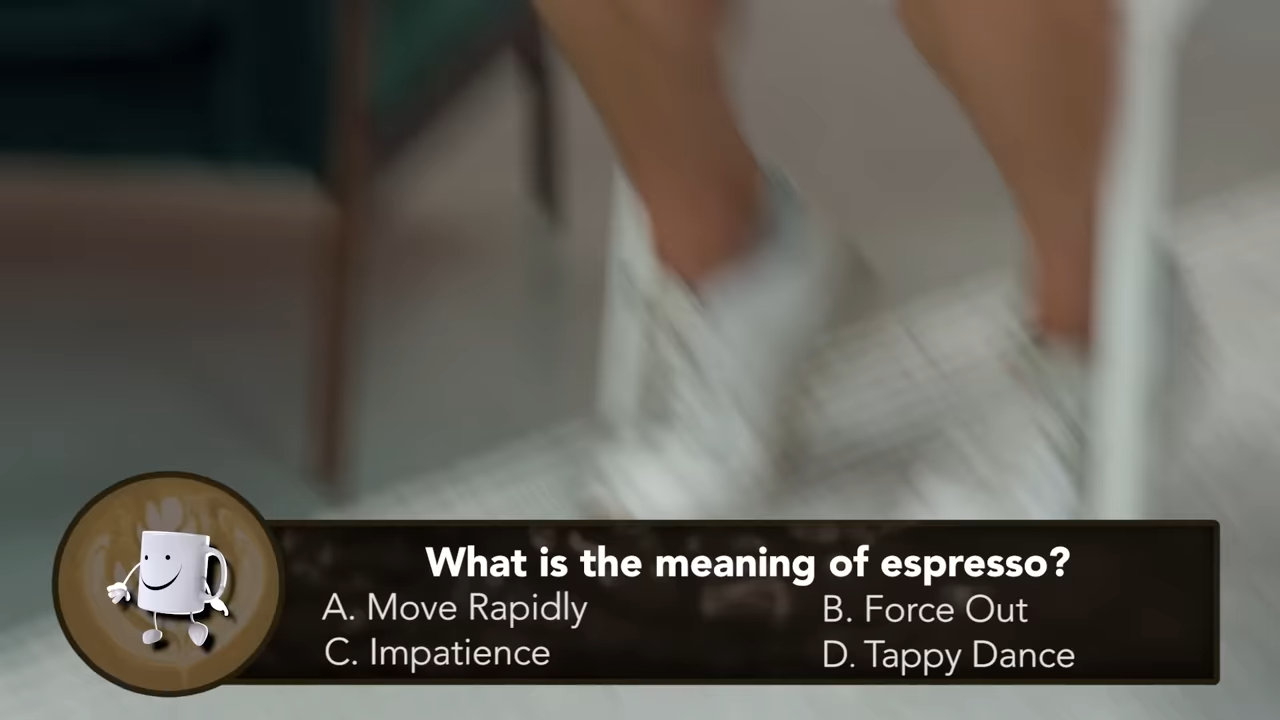 What is the meaning of espresso?
A. Move Rapidly B. Force Out
C. Impatience D. Tappy Dance